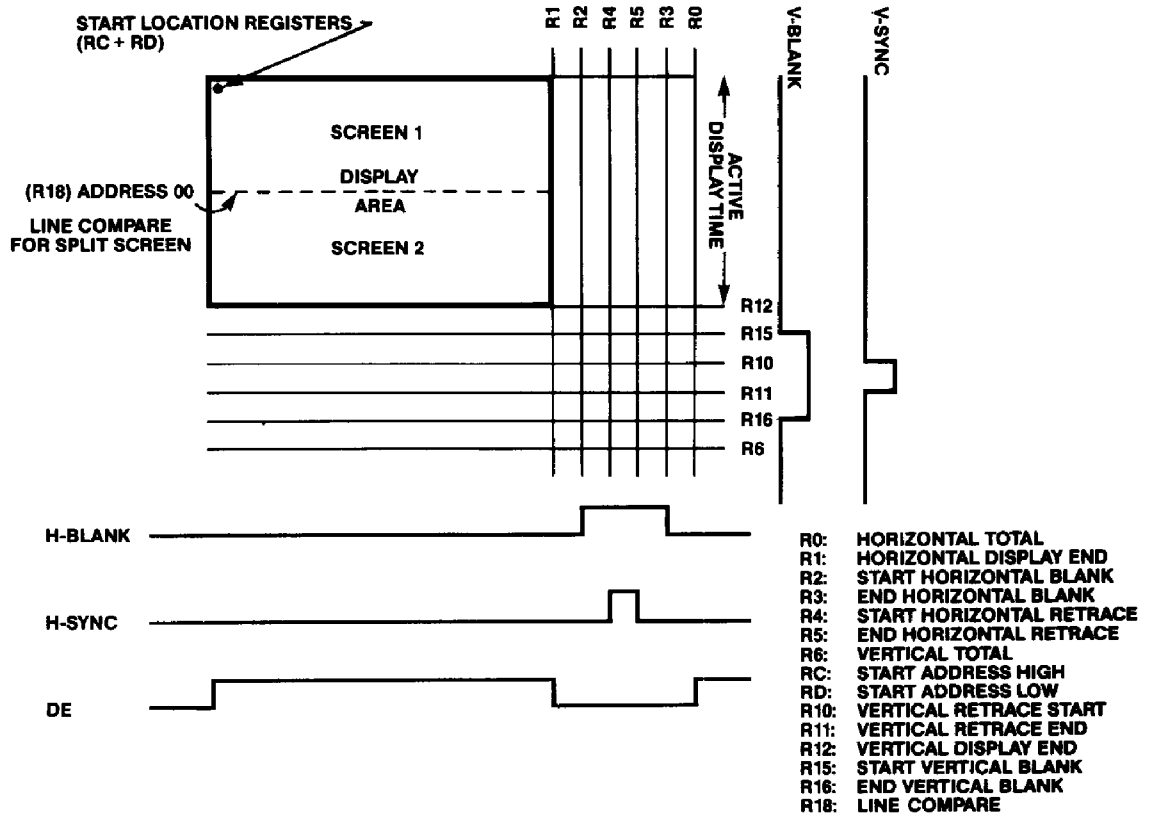 START LOCATION REGISTERS
(RC + RD)
R1
R2
R4
R5
R3
R0
V-BLANK
V-SYNC
SCREEN 1
DISPLAY
AREA
SCREEN 2
(R18) ADDRESS 00
LINE COMPARE
FOR SPLIT SCREEN
ACTIVE
DISPLAY TIME
R12
R15
R10
R11
R16
R6
H-BLANK
H-SYNC
DE
R0: HORIZONTAL TOTAL
R1: HORIZONTAL DISPLAY END
R2: START HORIZONTAL BLANK
R3: END HORIZONTAL BLANK
R4: START HORIZONTAL RETRACE
R5: END HORIZONTAL RETRACE
R6: VERTICAL TOTAL
RC: START ADDRESS HIGH
RD: START ADDRESS LOW
R10: VERTICAL RETRACE START
R11: VERTICAL RETRACE END
R12: VERTICAL DISPLAY END
R15: START VERTICAL BLANK
R16: END VERTICAL BLANK
R18: LINE COMPARE